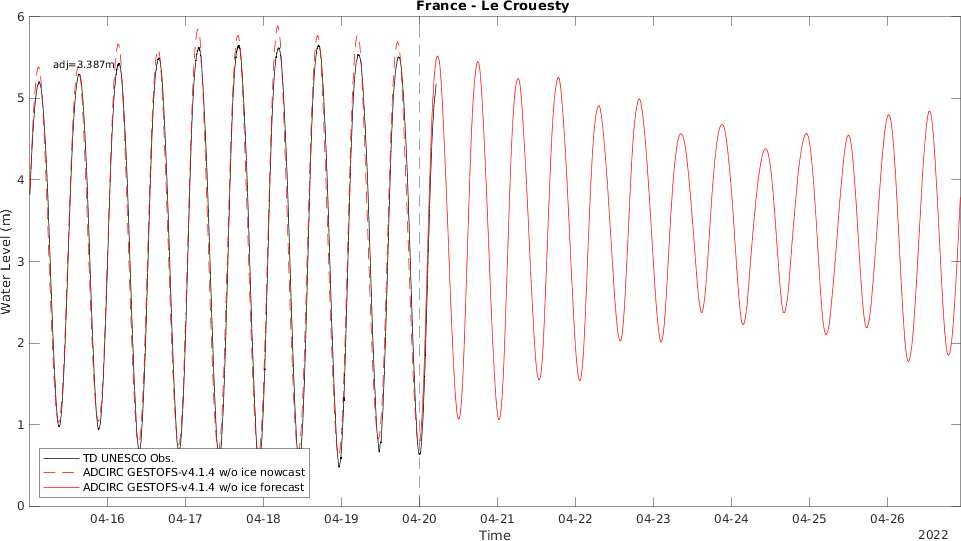 France - Le Crouesty
6
adj=3.387m
5
4
3
2
1
0
Water Level (m)
TD UNESCO Obs.
ADCIRC GESTOFS-v4.1.4 w/o ice nowcast
ADCIRC GESTOFS-v4.1.4 w/o ice forecast
04-16 04-17 04-18 04-19 04-20 04-21 04-22 04-23 04-24 04-25 04-26
Time
2022